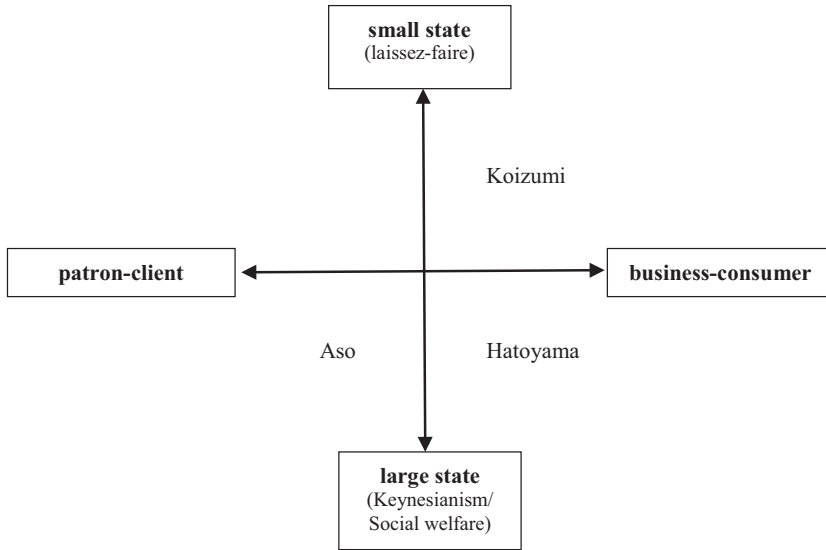 small state
(laissez-faire)
Koizumi
patron-client
business-consumer
Aso
Hatoyama
large state
(Keynesianism/
Social welfare)